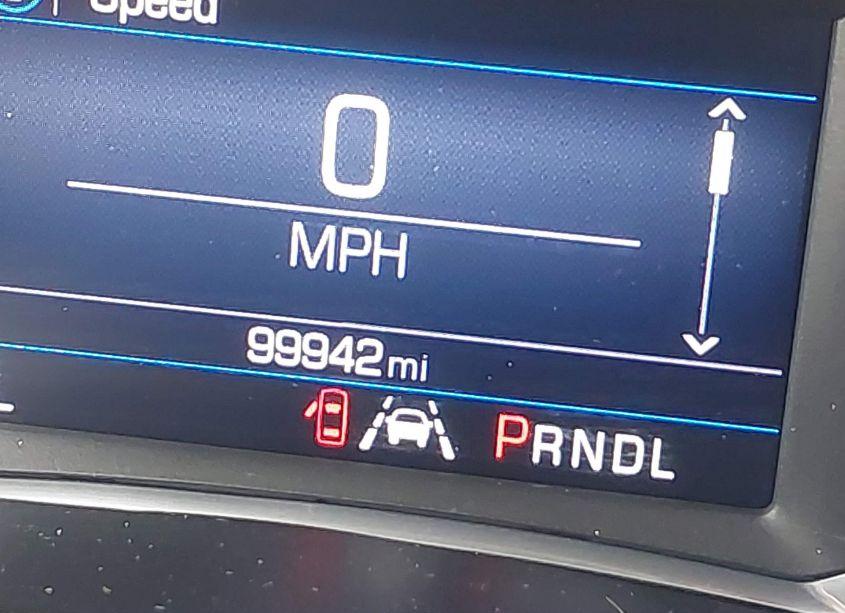 Speed
0
MPH
99942 mi
PRNDL